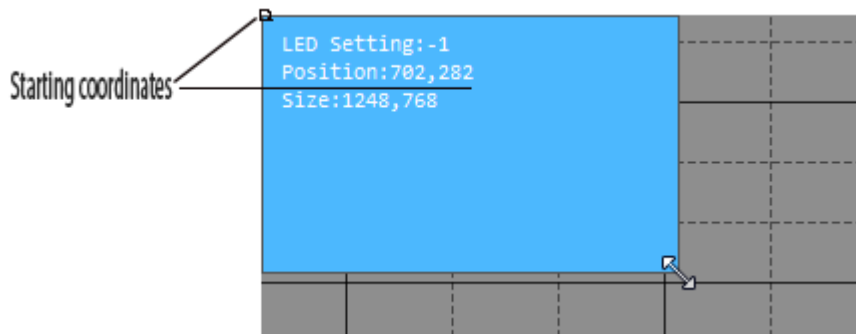 LED Setting:-1
Position:702,282
Starting coordinates
Size:1248,768